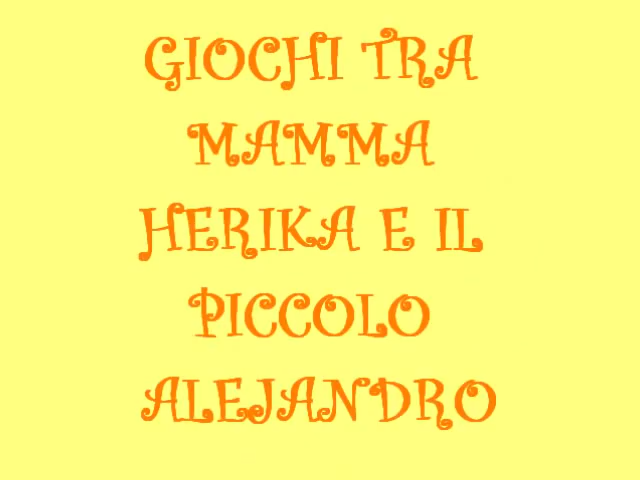 GIOCHI TRA
MAMMA
HERIKA E IL
PICCOLO
ALEJANDRO